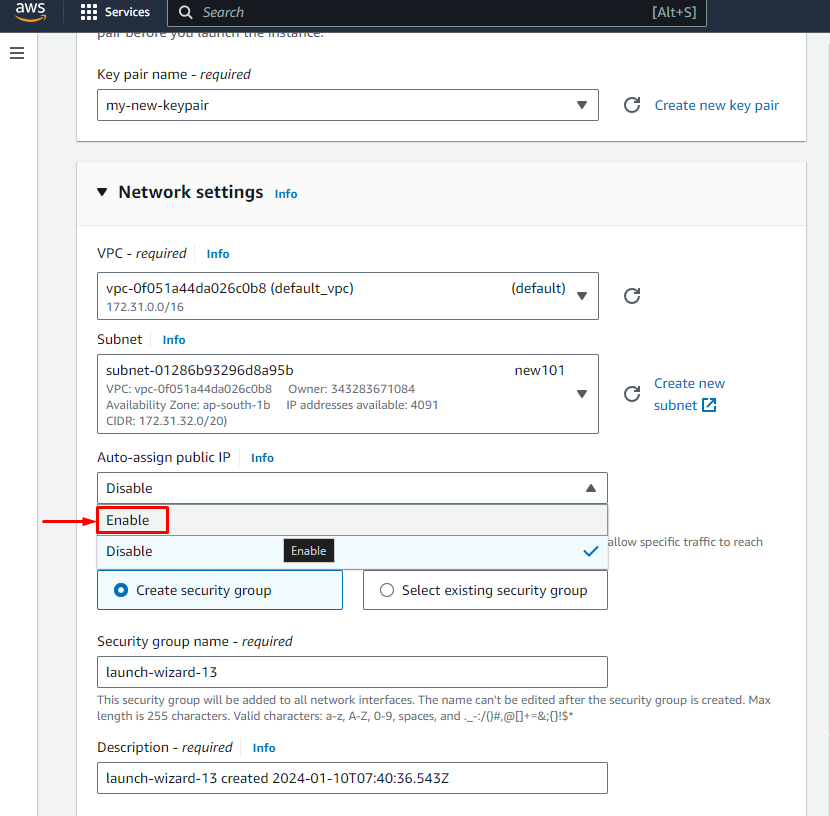 aws Services Search [Alt+S]
pair before you launch the instance.
Key pair name - required
my-new-keypair Create new key pair
Network settings Info
VPC - required Info
vpc-0f051a44da026c0b8 (default_vpc) (default)
172.31.0.0/16
Subnet Info
subnet-01286b93296d8a95b new101
VPC: vpc-0f051a44da026c0b8 Owner: 343283671084
Availability Zone: ap-south-1b IP addresses available: 4091
CIDR: 172.31.32.0/20)
Create new
subnet
Auto-assign public IP Info
Disable
Enable
allow specific traffic to reach
Disable Enable
Create security group Select existing security group
Security group name - required
launch-wizard-13
This security group will be added to all network interfaces. The name can't be edited after the security group is created. Max
length is 255 characters. Valid characters: a-z, A-Z, 0-9, spaces, and ._-:/()#,@[]+=&;{}!$*
Description - required Info
launch-wizard-13 created 2024-01-10T07:40:36.543Z